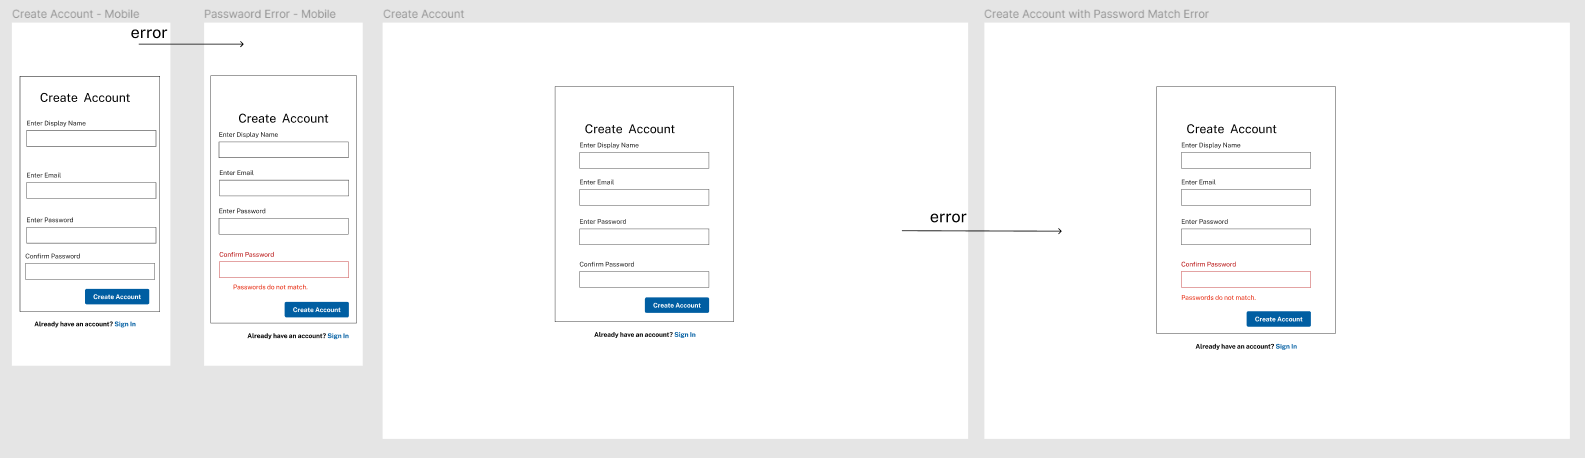 Create Account - Mobile
error
Create Account
Enter Display Name
Enter Email
Enter Password
Confirm Password
Create Account
Already have an account? Sign In
Passwaord Error - Mobile
Create Account
Enter Display Name
Enter Email
Enter Password
Confirm Password
Passwords do not match.
Create Account
Already have an account? Sign In
Create Account
Create Account
Enter Display Name
Enter Email
Enter Password
Confirm Password
Create Account
Already have an account? Sign In
error
Create Account with Password Match Error
Create Account
Enter Display Name
Enter Email
Enter Password
Confirm Password
Passwords do not match.
Create Account
Already have an account? Sign In